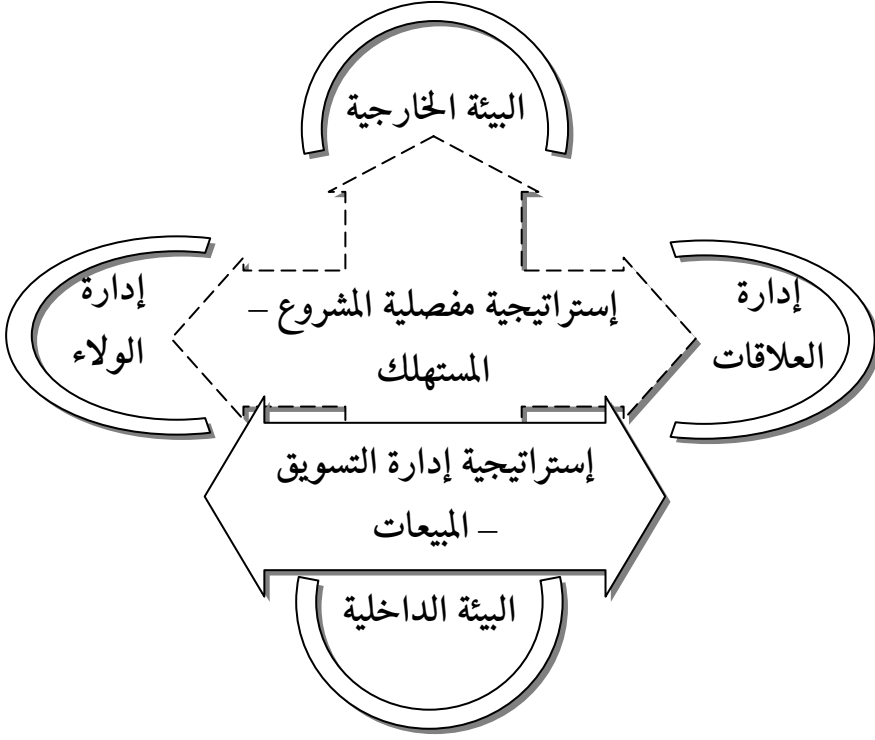 البيئة الخارجية
إدارة
العلاقات
إستراتيجية مفصلية المشروع –
المستهلك
إدارة
الولاء
إستراتيجية إدارة التسويق
– المبيعات
البيئة الداخلية